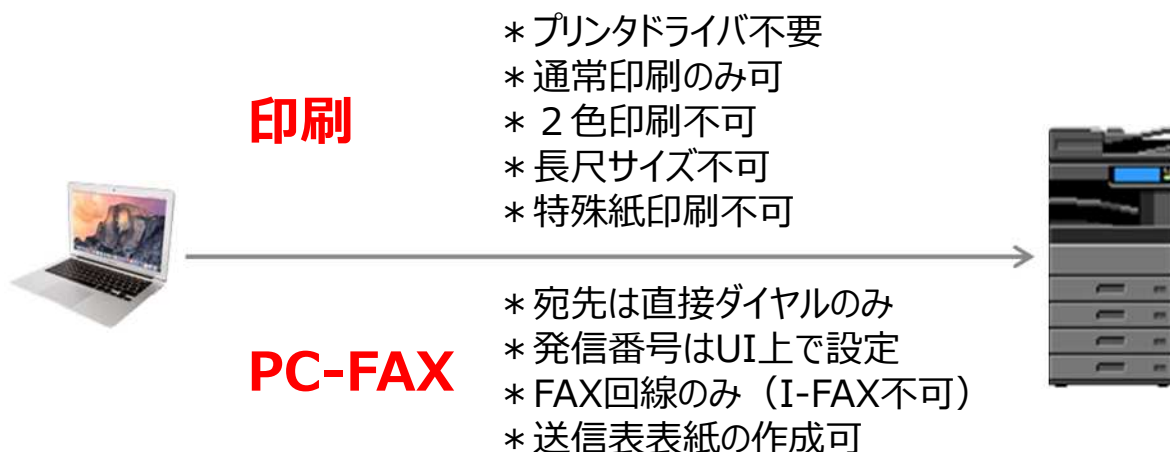 印刷
＊プリンタドライバ不要
＊通常印刷のみ可
＊２色印刷不可
＊長尺サイズ不可
＊特殊紙印刷不可
PC-FAX
＊宛先は直接ダイヤルのみ
＊発信番号はUI上で設定
＊FAX回線のみ（I-FAX不可）
＊送信表表紙の作成可